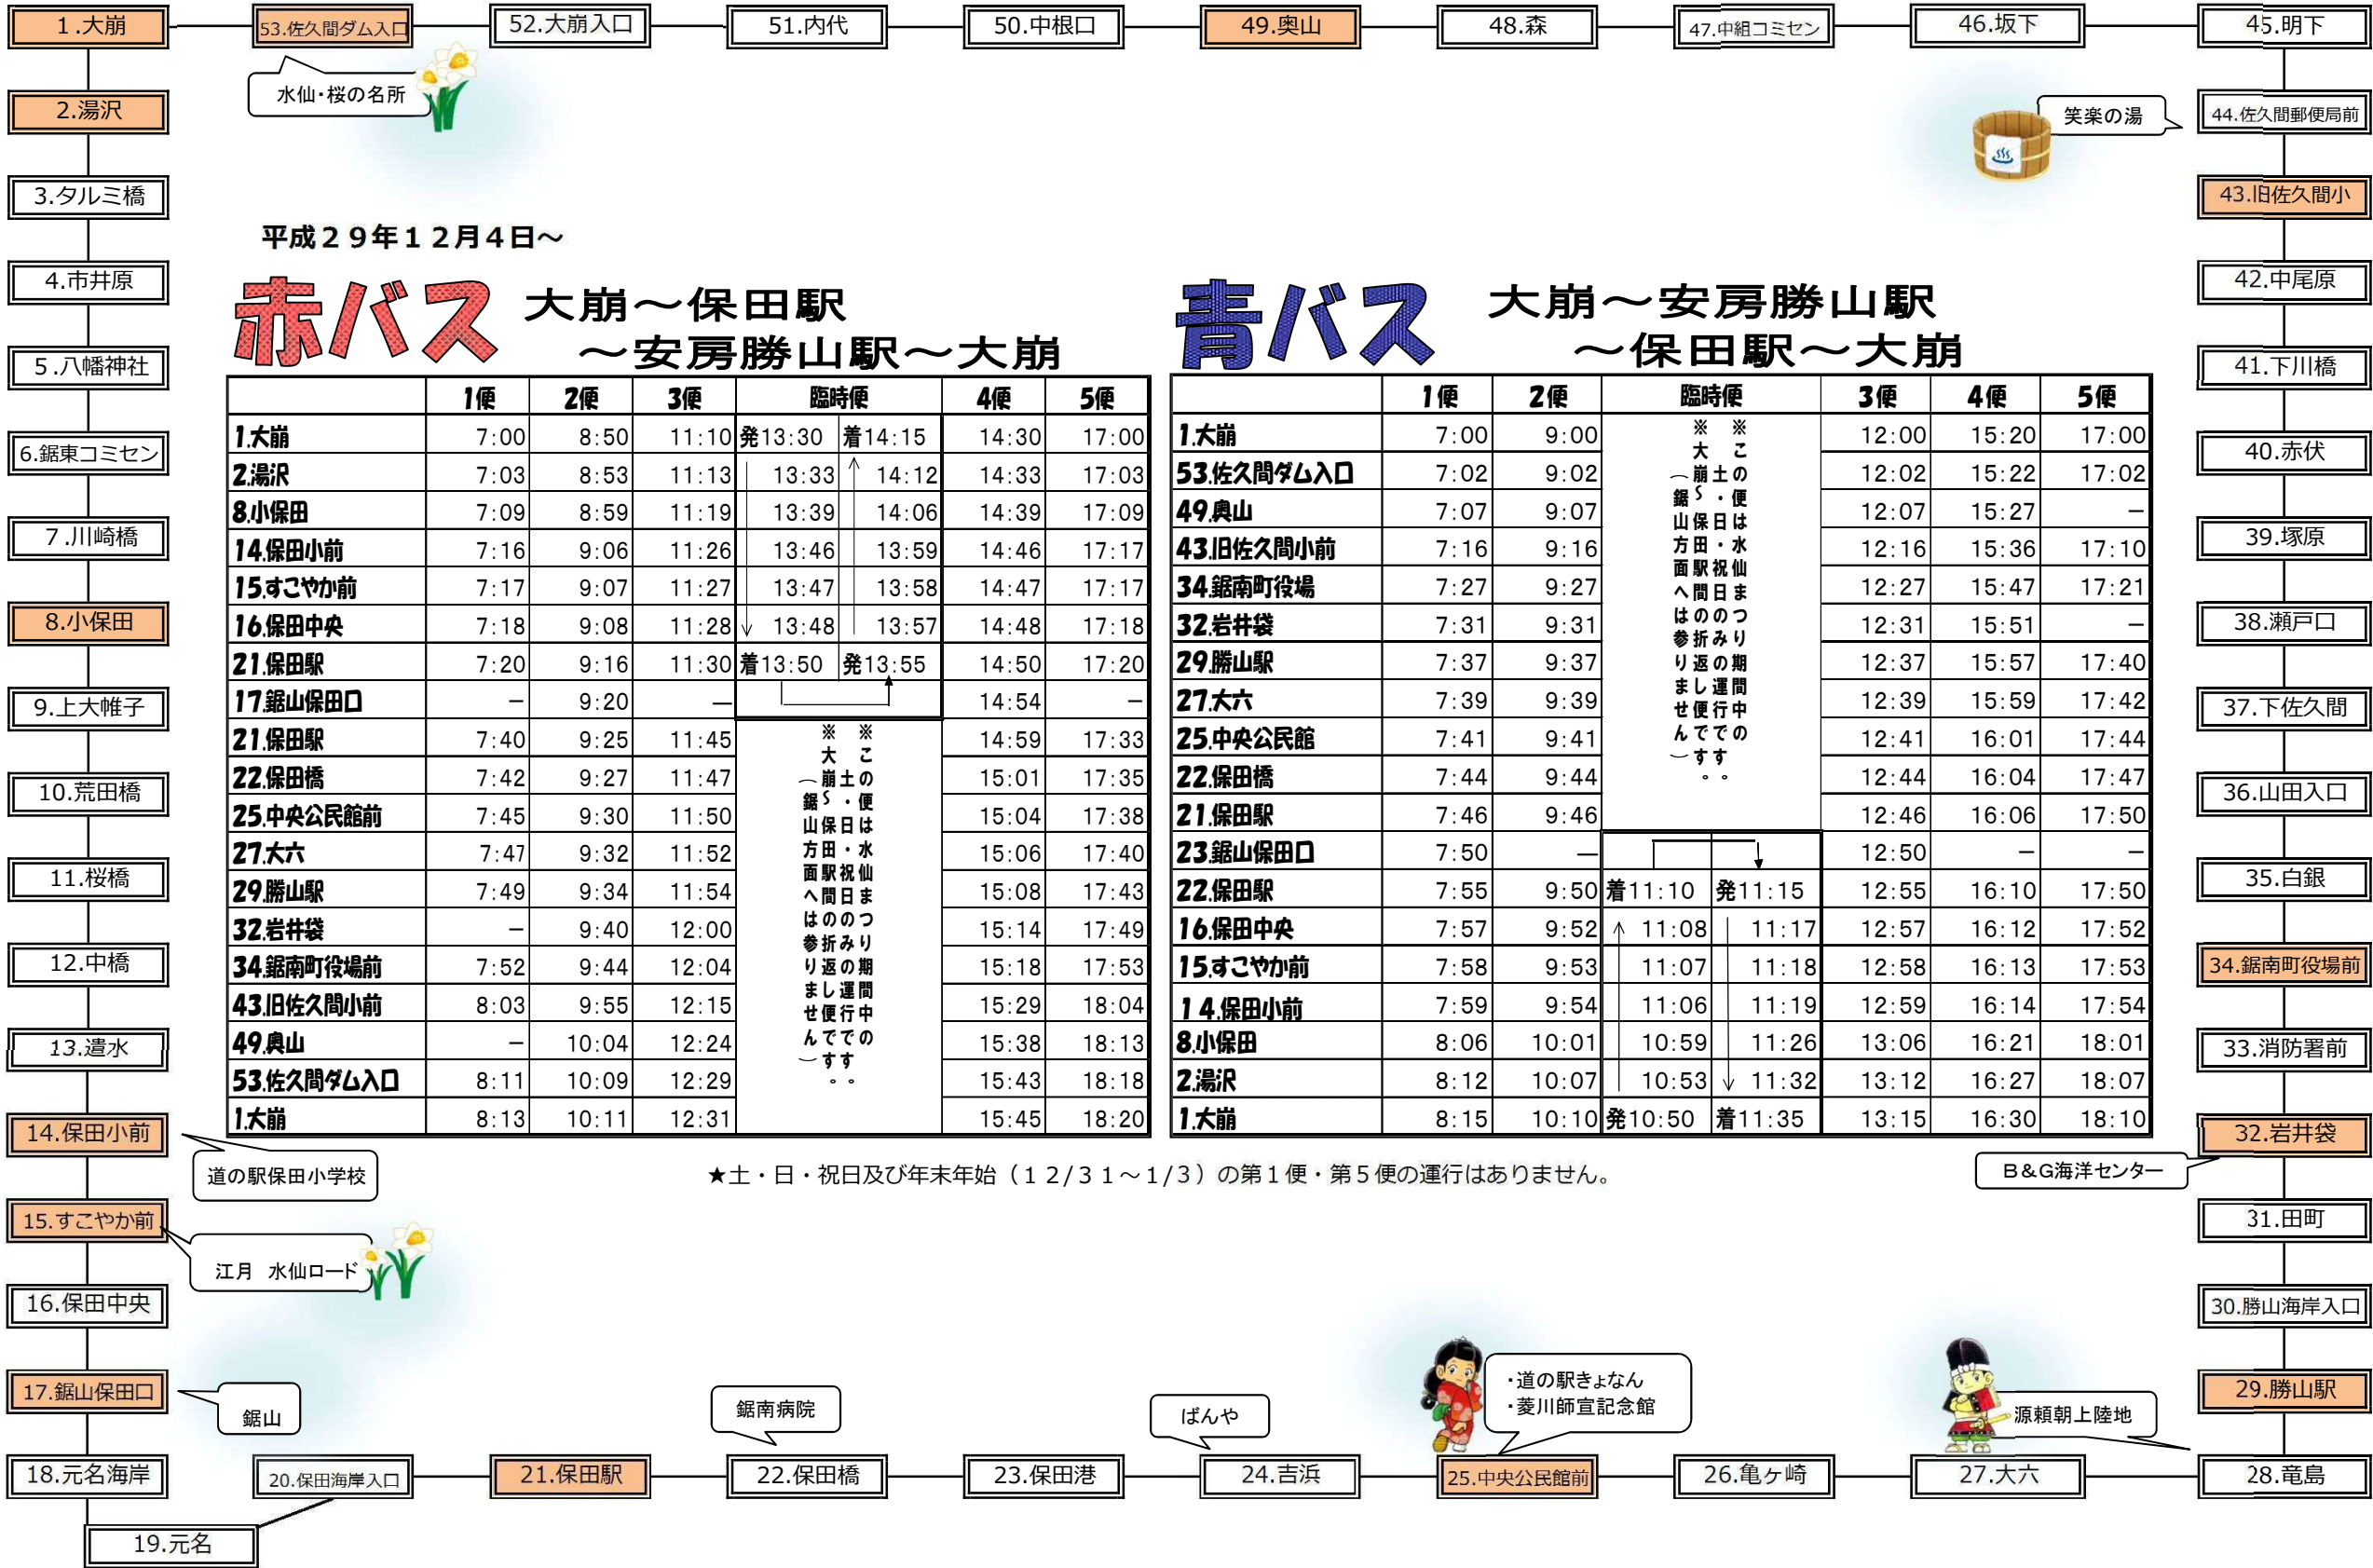 1.大崩
53.佐久間ダム入口
52.大崩入口
51.内代
50.中根口
49.奥山
48.森
47.中組コミセン
46.坂下
45.明下
水仙・桜の名所
笑楽の湯
2.湯沢
3.タルミ橋
4.市井原
5.八幡神社
6.鋸東コミセン
7.川崎橋
8.小保田
9.上大帷子
10.荒田橋
11.桜橋
12.中橋
13.遣水
14.保田小前
道の駅保田小学校
15.すこやか前
江月 水仙ロード
16.保田中央
17.鋸山保田口
鋸山
18.元名海岸
19.元名
平成29年12月4日～
赤バス 大崩～保田駅
～安房勝山駅～大崩
1便 2便 3便 臨時便 4便 5便
1.大崩 7:00 8:50 11:10 発13:30 着14:15 14:30 17:00
2.湯沢 7:03 8:53 11:13 13:33 ↑ 14:12 14:33 17:03
8.小保田 7:09 8:59 11:19 13:39 14:06 14:39 17:09
14.保田小前 7:16 9:06 11:26 13:46 13:59 14:46 17:17
15.すこやか前 7:17 9:07 11:27 13:47 13:58 14:47 17:17
16.保田中央 7:18 9:08 11:28 ↓ 13:48 13:57 14:48 17:18
21.保田駅 7:20 9:16 11:30 着13:50 発13:55 14:50 17:20
17.鋸山保田口 － 9:20 － 14:54 －
21.保田駅 7:40 9:25 11:45 14:59 17:33
22.保田橋 7:42 9:27 11:47 15:01 17:35
25.中央公民館前 7:45 9:30 11:50 15:04 17:38
27.大六 7:47 9:32 11:52 15:06 17:40
29.勝山駅 7:49 9:34 11:54 15:08 17:43
32.岩井袋 － 9:40 12:00 15:14 17:49
34.鋸南町役場前 7:52 9:44 12:04 15:18 17:53
43.旧佐久間小前 8:03 9:55 12:15 15:29 18:04
49.奥山 － 10:04 12:24 15:38 18:13
53.佐久間ダム入口 8:11 10:09 12:29 15:43 18:18
1.大崩 8:13 10:11 12:31 15:45 18:20
※この便は水仙まつり期間中の
土・日・祝日のみの運行です。
※大崩～保田駅間の折返し便です。
（鋸山方面へは参りません）
青バス 大崩～安房勝山駅
～保田駅～大崩
1便 2便 臨時便 3便 4便 5便
1.大崩 7:00 9:00 12:00 15:20 17:00
53.佐久間ダム入口 7:02 9:02 12:02 15:22 17:02
49.奥山 7:07 9:07 12:07 15:27 －
43.旧佐久間小前 7:16 9:16 12:16 15:36 17:10
34.鋸南町役場 7:27 9:27 12:27 15:47 17:21
32.岩井袋 7:31 9:31 12:31 15:51 －
29.勝山駅 7:37 9:37 12:37 15:57 17:40
27.大六 7:39 9:39 12:39 15:59 17:42
25.中央公民館 7:41 9:41 12:41 16:01 17:44
22.保田橋 7:44 9:44 12:44 16:04 17:47
21.保田駅 7:46 9:46 12:46 16:06 17:50
23.鋸山保田口 7:50 － 12:50 － －
22.保田駅 7:55 9:50 着11:10 発11:15 12:55 16:10 17:50
16.保田中央 7:57 9:52 ↑ 11:08 11:17 12:57 16:12 17:52
15.すこやか前 7:58 9:53 11:07 11:18 12:58 16:13 17:53
14.保田小前 7:59 9:54 11:06 11:19 12:59 16:14 17:54
8.小保田 8:06 10:01 10:59 11:26 13:06 16:21 18:01
2.湯沢 8:12 10:07 10:53 ↓ 11:32 13:12 16:27 18:07
1.大崩 8:15 10:10 発10:50 着11:35 13:15 16:30 18:10
※この便は水仙まつり期間中の
土・日・祝日のみの運行です。
※大崩～保田駅間の折返し便です。
（鋸山方面へは参りません）
★土・日・祝日及び年末年始（12/31～1/3）の第1便・第5便の運行はありません。
44.佐久間郵便局前
43.旧佐久間小
42.中尾原
41.下川橋
40.赤伏
39.塚原
38.瀬戸口
37.下佐久間
36.山田入口
35.白銀
34.鋸南町役場前
33.消防署前
32.岩井袋
B&G海洋センター
31.田町
30.勝山海岸入口
29.勝山駅
源頼朝上陸地
鋸南病院
ばんや
・道の駅きょなん
・菱川師宣記念館
20.保田海岸入口
21.保田駅
22.保田橋
23.保田港
24.吉浜
25.中央公民館前
26.亀ヶ崎
27.大六
28.竜島